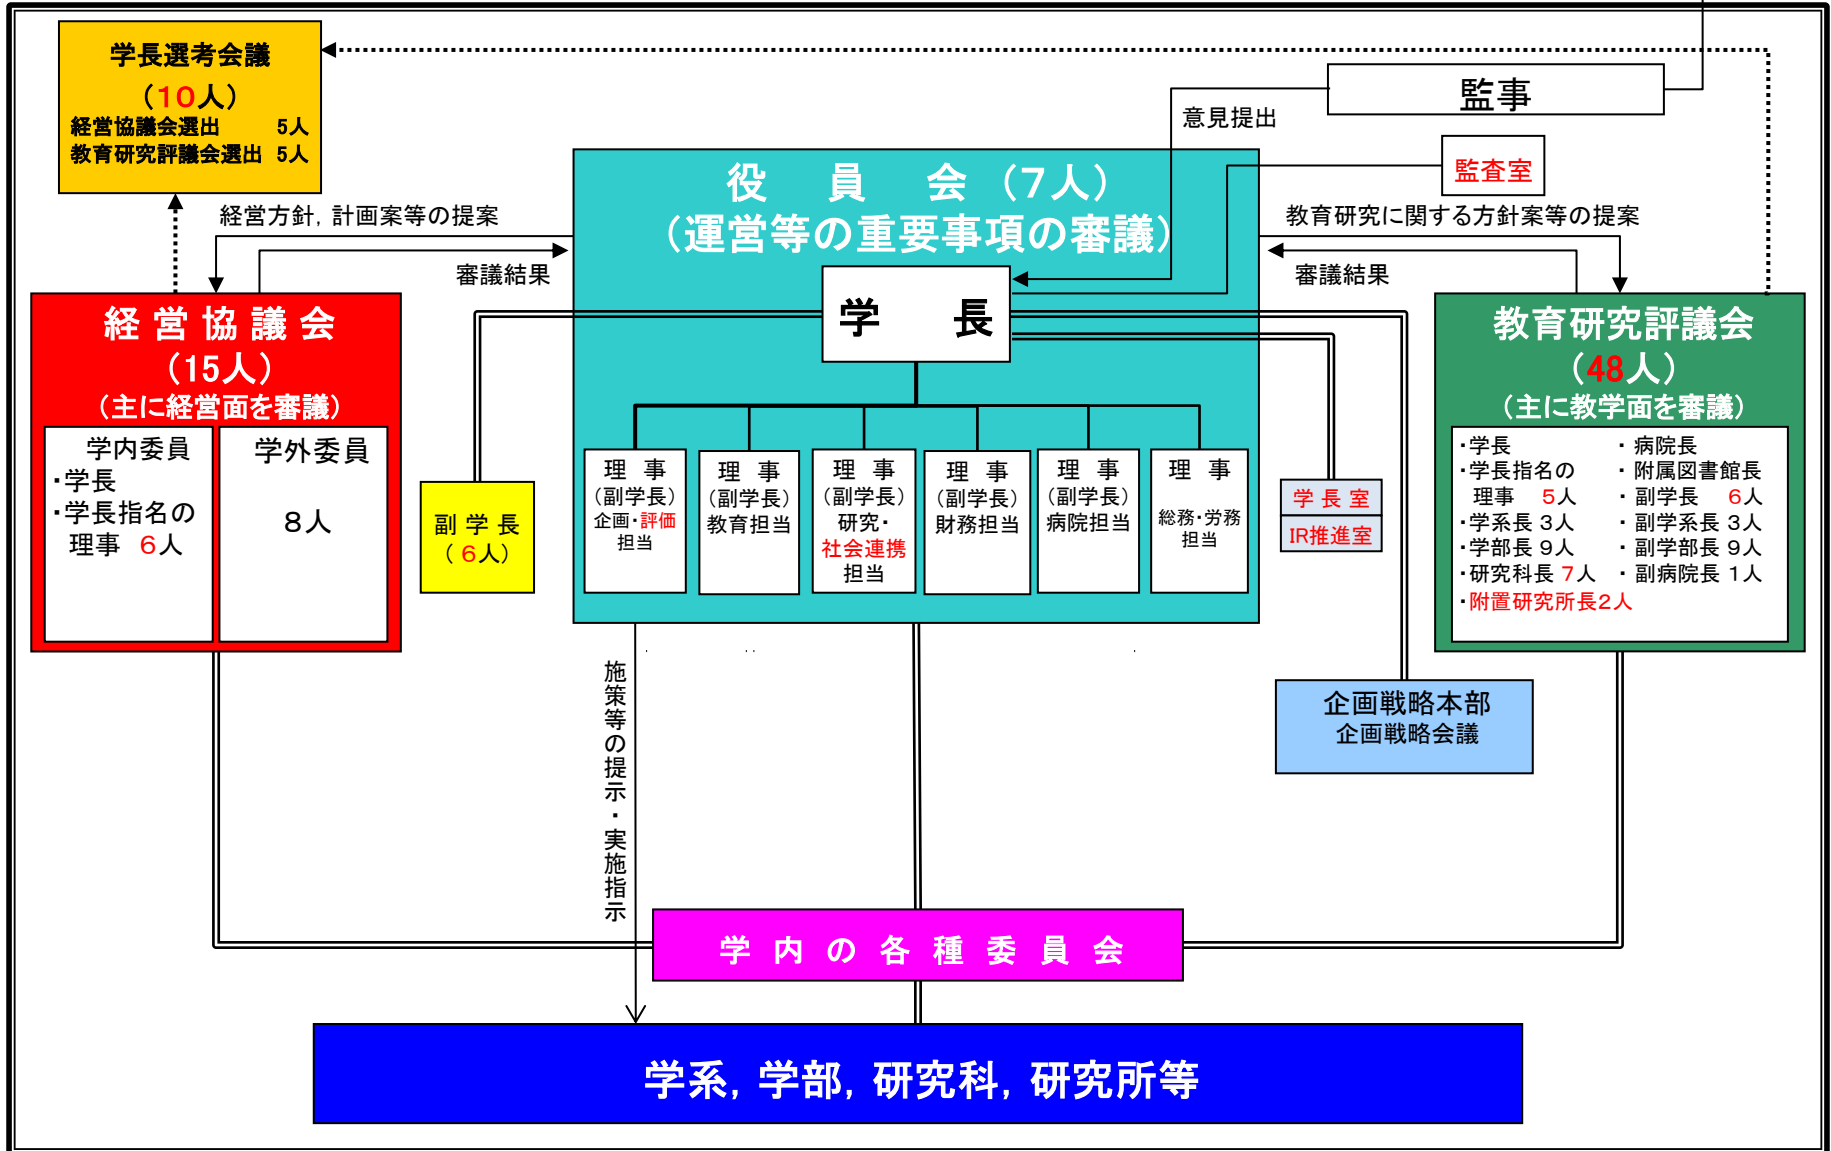 学長選考会議
（10人）
経営協議会選出 5人
教育研究評議会選出 5人
監事
意見提出
監査室
役 員 会（7人）
（運営等の重要事項の審議）
経営方針，計画案等の提案
審議結果
教育研究に関する方針案等の提案
審議結果
学 長
経営協議会
（15人）
（主に経営面を審議）
学内委員
・学長
・学長指名の
理事 6人
学外委員
8人
副学長
（6人）
理 事
（副学長）
企画・評価
担当
理 事
（副学長）
教育担当
理 事
（副学長）
研究・
社会連携
担当
理 事
（副学長）
財務担当
理 事
（副学長）
病院担当
理 事
総務・労務
担当
学長室
IR推進室
教育研究評議会
（48人）
（主に教学面を審議）
・学長
・学長指名の
理事 5人
・学系長 3人
・学部長 9人
・研究科長 7人
・附置研究所長2人
・病院長
・附属図書館長
・副学長 6人
・副学系長 3人
・副学部長 9人
・副病院長 1人
企画戦略本部
企画戦略会議
施策等の提示・実施指示
学内の各種委員会
学系，学部，研究科，研究所等